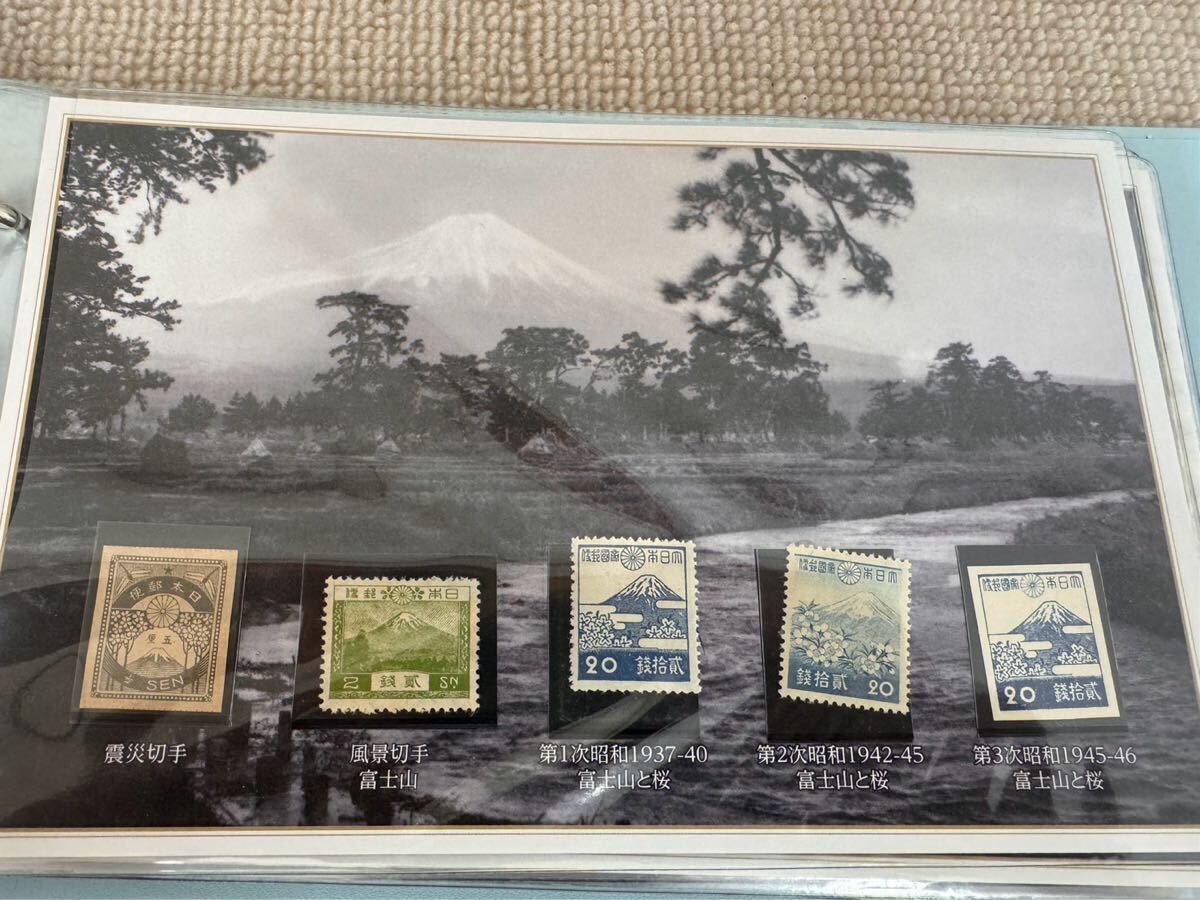 日本郵便
五厘
½ SEN
日本郵便
2 銭貳 SN
便郵國帝本日大
20 錢拾貳
便郵國帝本日大
錢拾貳 20
便郵國帝本日大
20 錢拾貳
震災切手
風景切手
富士山
第1次昭和1937-40
富士山と桜
第2次昭和1942-45
富士山と桜
第3次昭和1945-46
富士山と桜